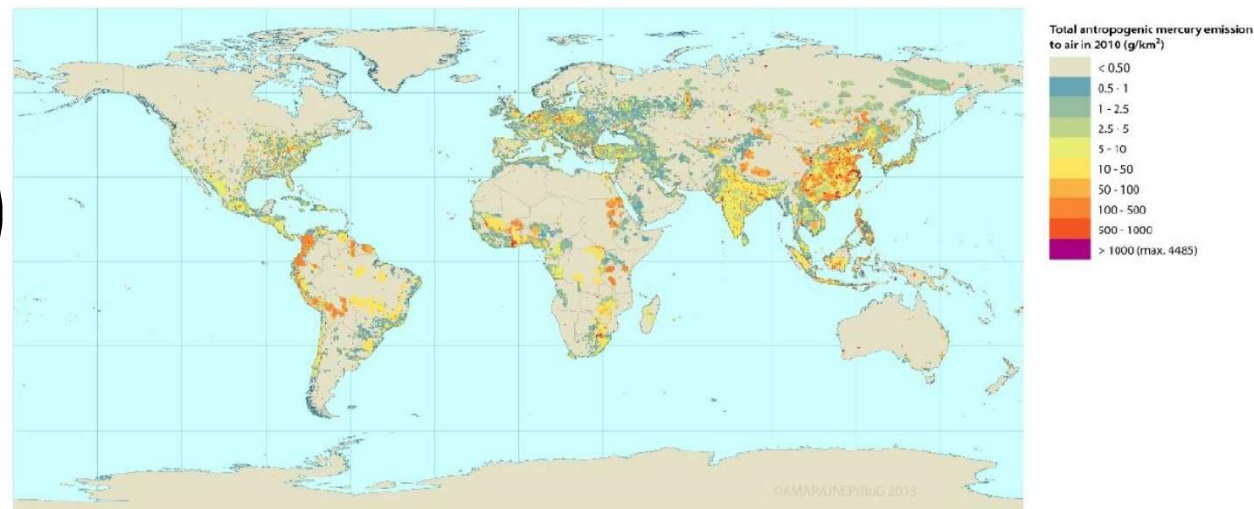 Total antropogenic mercury emission
to air in 2010 (g/km²)
< 0.50
0.5 - 1
1 - 2.5
2.5 - 5
5 - 10
10 - 50
50 - 100
100 - 500
500 - 1000
> 1000 (max. 4485)
©AMAP/UNEP/RuG 2013